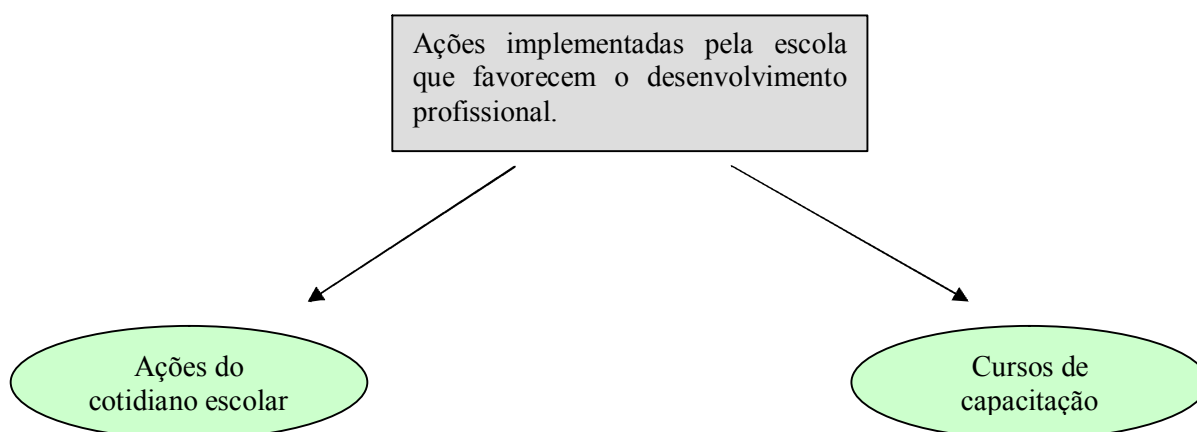 Ações implementadas pela escola
que favorecem o desenvolvimento
profissional.
Ações do
cotidiano escolar
Cursos de
capacitação